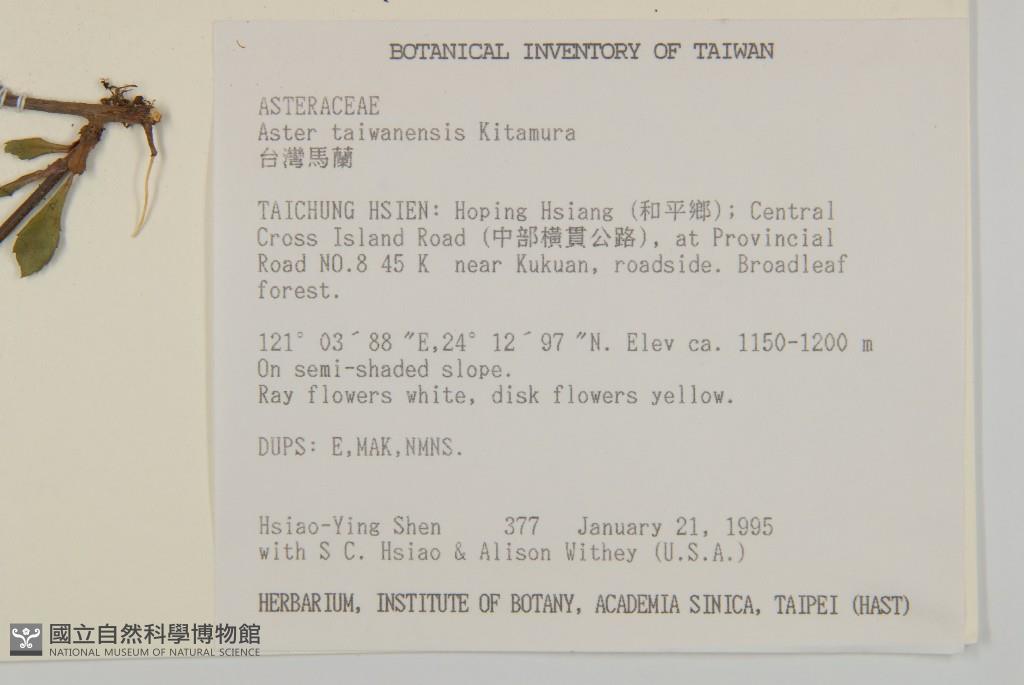 BOTANICAL INVENTORY OF TAIWAN
ASTERACEAE
Aster taiwanensis Kitamura
台灣馬蘭
TAICHUNG HSIEN: Hoping Hsiang (和平鄉); Central
Cross Island Road (中部橫貫公路), at Provincial
Road NO.8 45 K near Kukuan, roadside. Broadleaf
forest.
121° 03´88 ″E,24° 12´97 ″N. Elev ca. 1150-1200 m
On semi-shaded slope.
Ray flowers white, disk flowers yellow.
DUPS: E,MAK,NMNS.
Hsiao-Ying Shen 377 January 21, 1995
with S C. Hsiao & Alison Withey (U.S.A.)
HERBARIUM, INSTITUTE OF BOTANY, ACADEMIA SINICA, TAIPEI (HAST)
國立自然科學博物館
NATIONAL MUSEUM OF NATURAL SCIENCE